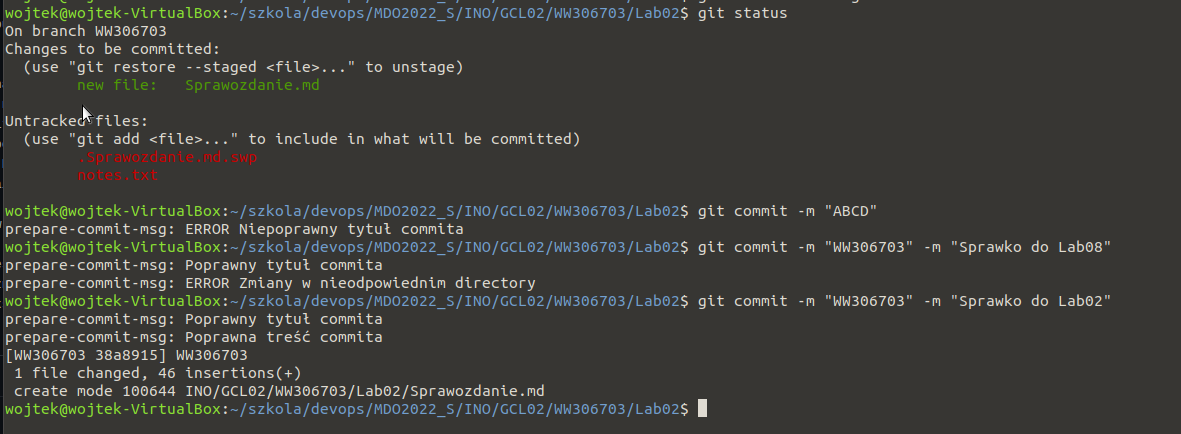 wojtek@wojtek-VirtualBox:~/szkola/devops/MDO2022_S/INO/GCL02/WW306703/Lab02$ git status
On branch WW306703
Changes to be committed:
  (use "git restore --staged <file>..." to unstage)
        new file:   Sprawozdanie.md

Untracked files:
  (use "git add <file>..." to include in what will be committed)
        .Sprawozdanie.md.swp
        notes.txt

wojtek@wojtek-VirtualBox:~/szkola/devops/MDO2022_S/INO/GCL02/WW306703/Lab02$ git commit -m "ABCD"
prepare-commit-msg: ERROR Niepoprawny tytuł commita
wojtek@wojtek-VirtualBox:~/szkola/devops/MDO2022_S/INO/GCL02/WW306703/Lab02$ git commit -m "WW306703" -m "Sprawko do Lab08"
prepare-commit-msg: Poprawny tytuł commita
prepare-commit-msg: ERROR Zmiany w nieodpowiednim directory
wojtek@wojtek-VirtualBox:~/szkola/devops/MDO2022_S/INO/GCL02/WW306703/Lab02$ git commit -m "WW306703" -m "Sprawko do Lab02"
prepare-commit-msg: Poprawny tytuł commita
prepare-commit-msg: Poprawna treść commita
[WW306703 38a8915] WW306703
 1 file changed, 46 insertions(+)
 create mode 100644 INO/GCL02/WW306703/Lab02/Sprawozdanie.md
wojtek@wojtek-VirtualBox:~/szkola/devops/MDO2022_S/INO/GCL02/WW306703/Lab02$